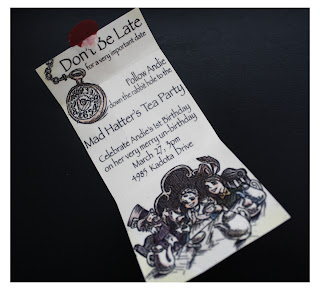 Don't Be Late
for a very important date
Follow Andie
down the rabbit hole to the
Mad Hatter's Tea Party
Celebrate Andie's 1st Birthday
on her very merry un-birthday
March 27, 3pm
4985 Kadota Drive